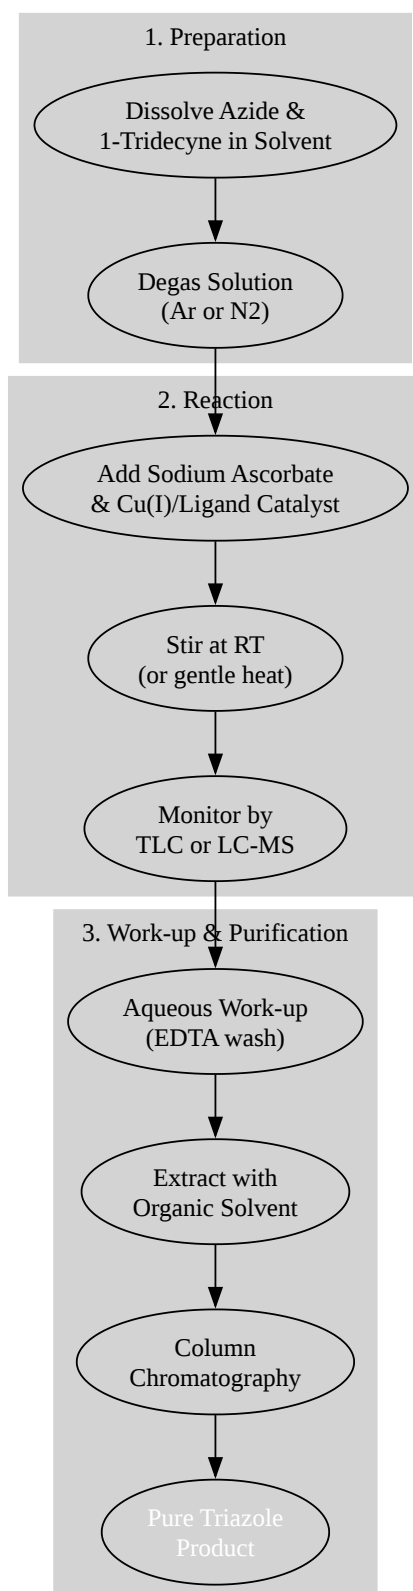 1. Preparation
Dissolve Azide &
1-Tridecyne in Solvent
Degas Solution
(Ar or N2)
2. Reaction
Add Sodium Ascorbate
& Cu(I)/Ligand Catalyst
Stir at RT
(or gentle heat)
Monitor by
TLC or LC-MS
3. Work-up & Purification
Aqueous Work-up
(EDTA wash)
Extract with
Organic Solvent
Column
Chromatography
Pure Triazole
Product